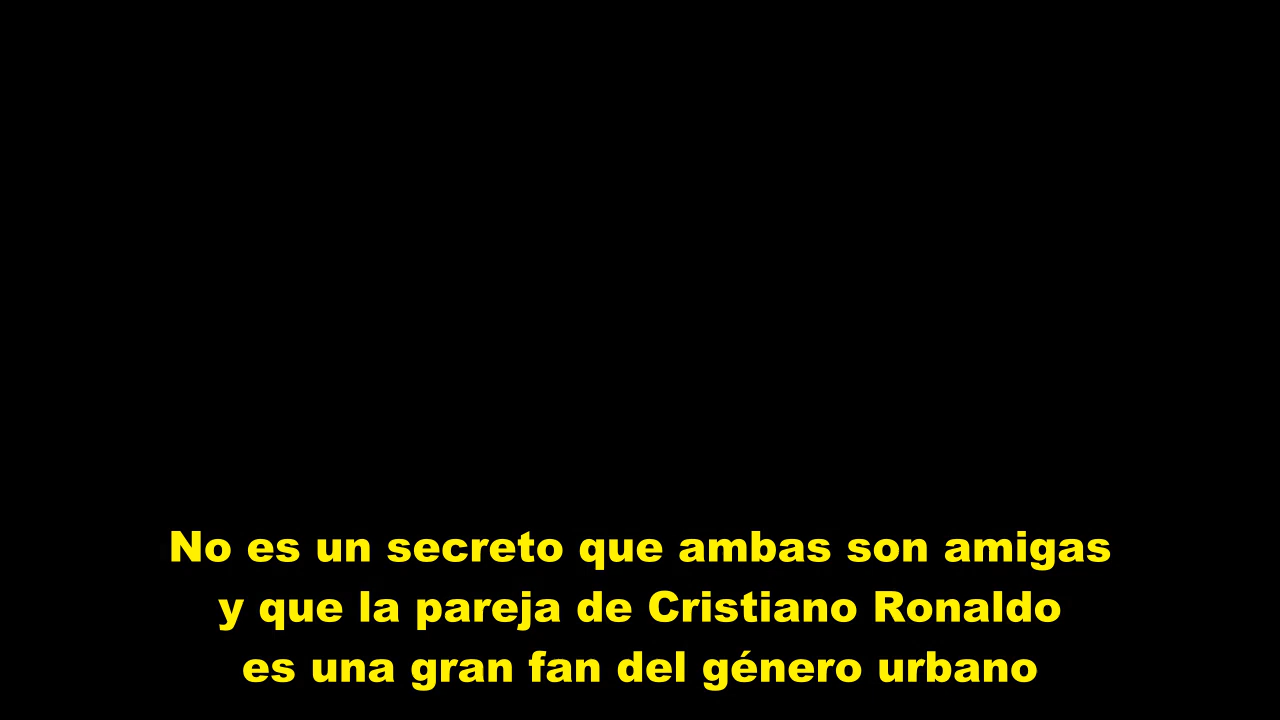 No es un secreto que ambas son amigas
y que la pareja de Cristiano Ronaldo
es una gran fan del género urbano